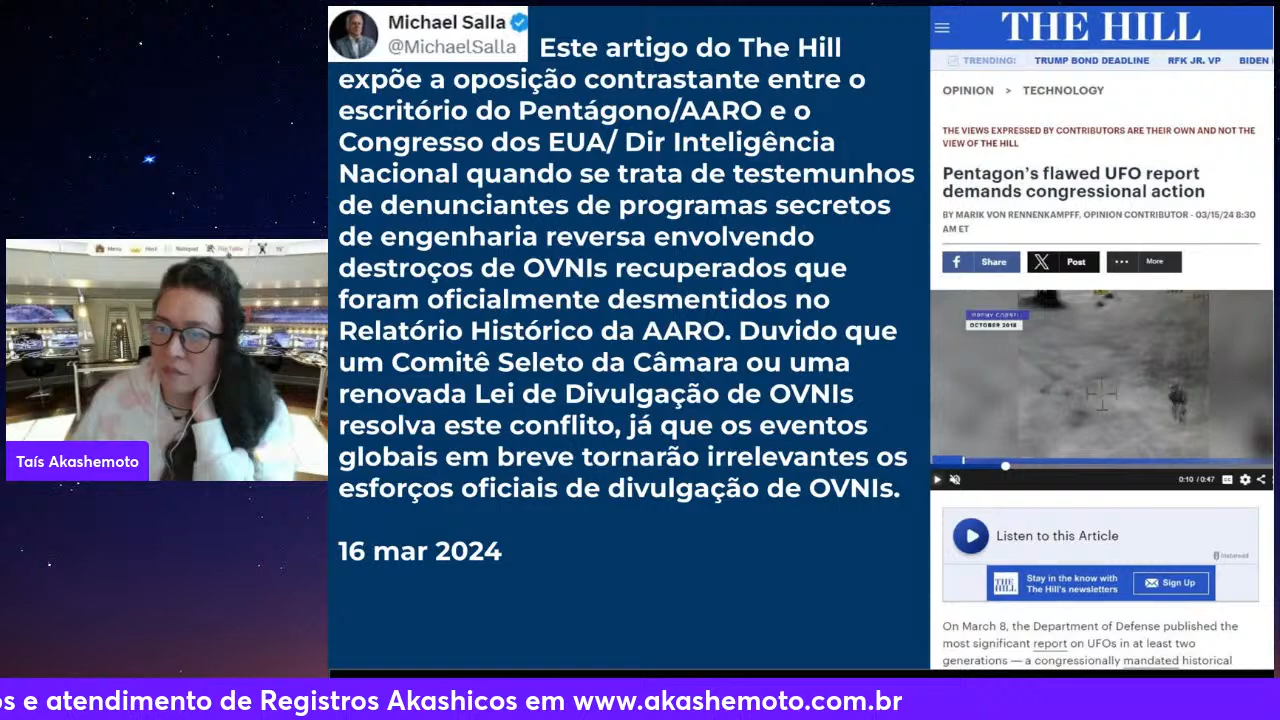 Michael Salla
@MichaelSalla
Este artigo do The Hill
expõe a oposição contrastante entre o
escritório do Pentágono/AARO e o
Congresso dos EUA/ Dir Inteligência
Nacional quando se trata de testemunhos
de denunciantes de programas secretos
de engenharia reversa envolvendo
destroços de OVNIs recuperados que
foram oficialmente desmentidos no
Relatório Histórico da AARO. Duvido que
um Comitê Seleto da Câmara ou uma
renovada Lei de Divulgação de OVNIs
resolva este conflito, já que os eventos
globais em breve tornarão irrelevantes os
esforços oficiais de divulgação de OVNIs.
16 mar 2024
THE HILL
TRENDING: TRUMP BOND DEADLINE RFK JR. VP BIDEN
OPINION > TECHNOLOGY
THE VIEWS EXPRESSED BY CONTRIBUTORS ARE THEIR OWN AND NOT THE
VIEW OF THE HILL
Pentagon's flawed UFO report
demands congressional action
BY MARIK VON RENNENKAMPFF, OPINION CONTRIBUTOR - 03/15/24 8:30
AM ET
f Share X Post ••• More
JEREMY CORBELL
OCTOBER 2018
0:10 / 0:47
Listen to this Article
THE HILL
Stay in the know with
The Hill's newsletters
Sign Up
On March 8, the Department of Defense published the
most significant report on UFOs in at least two
generations — a congressionally mandated historical
Menu
Taís Akashemoto
os e atendimento de Registros Akashicos em www.akashemoto.com.br